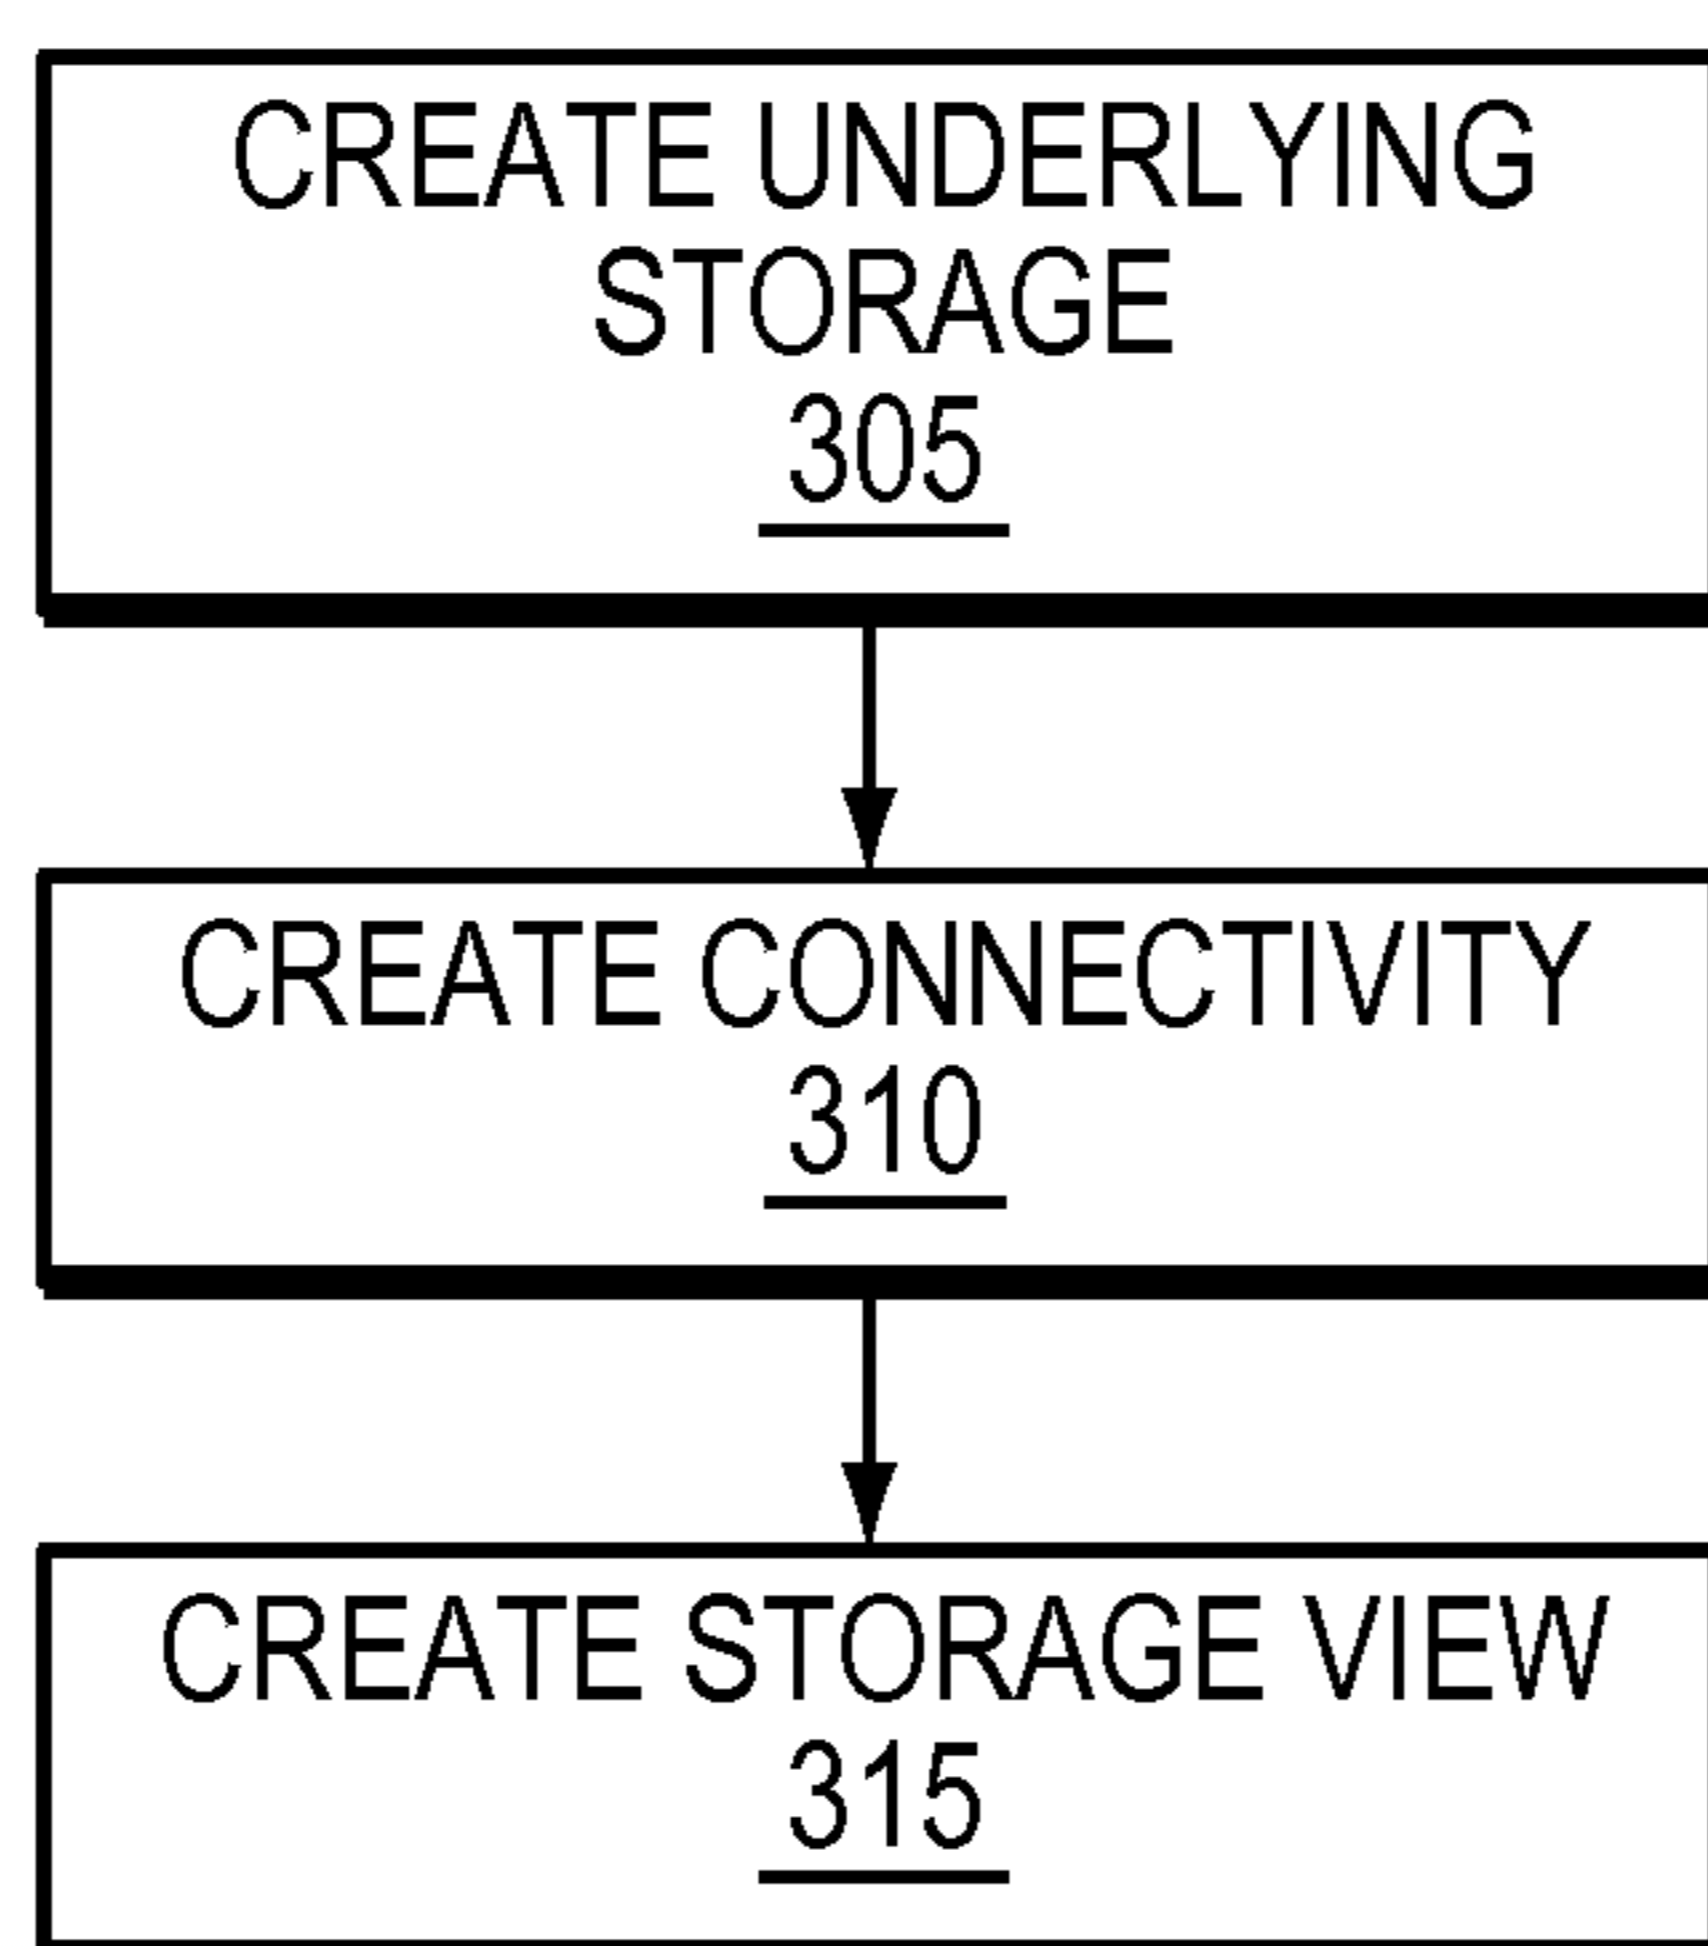 CREATE UNDERLYING
STORAGE
305
CREATE CONNECTIVITY
310
CREATE STORAGE VIEW
315